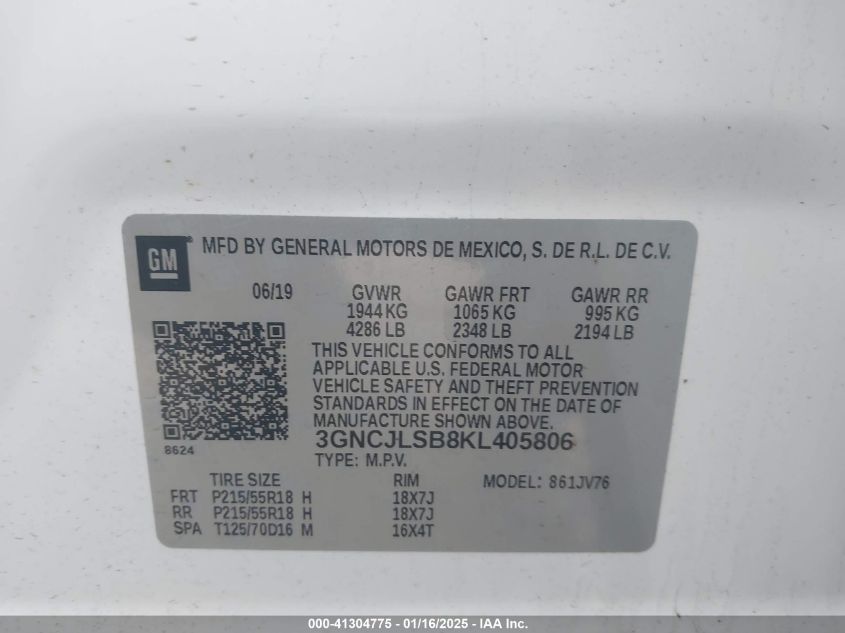 GM
MFD BY GENERAL MOTORS DE MEXICO, S. DE R.L. DE C.V.
06/19 GVWR GAWR FRT GAWR RR
1944 KG 1065 KG 995 KG
4286 LB 2348 LB 2194 LB
THIS VEHICLE CONFORMS TO ALL
APPLICABLE U.S. FEDERAL MOTOR
VEHICLE SAFETY AND THEFT PREVENTION
STANDARDS IN EFFECT ON THE DATE OF
MANUFACTURE SHOWN ABOVE.
3GNCJLSB8KL405806
8624
TYPE: M.P.V.
TIRE SIZE RIM MODEL: 861JV76
FRT P215/55R18 H 18X7J
RR P215/55R18 H 18X7J
SPA T125/70D16 M 16X4T
000-41304775 - 01/16/2025 - IAA Inc.